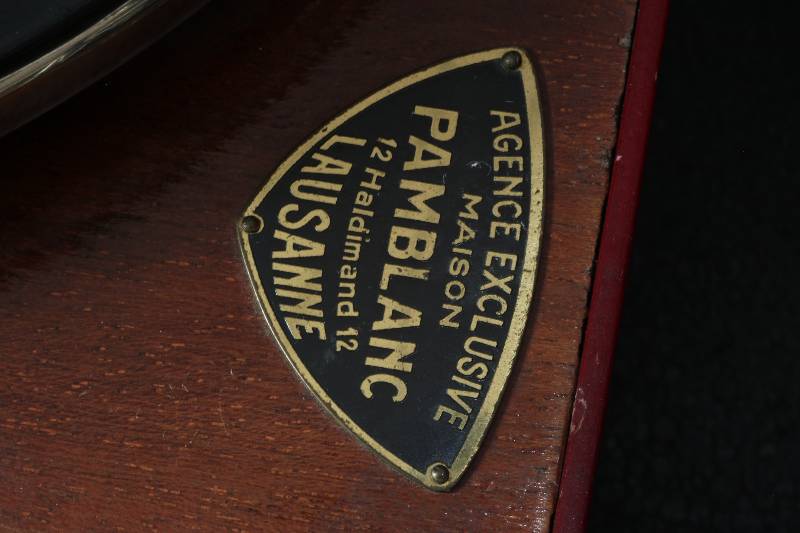 AGENCE EXCLUSIVE
MAISON
PAMBLANC
12 Haldimand 12
LAUSANNE